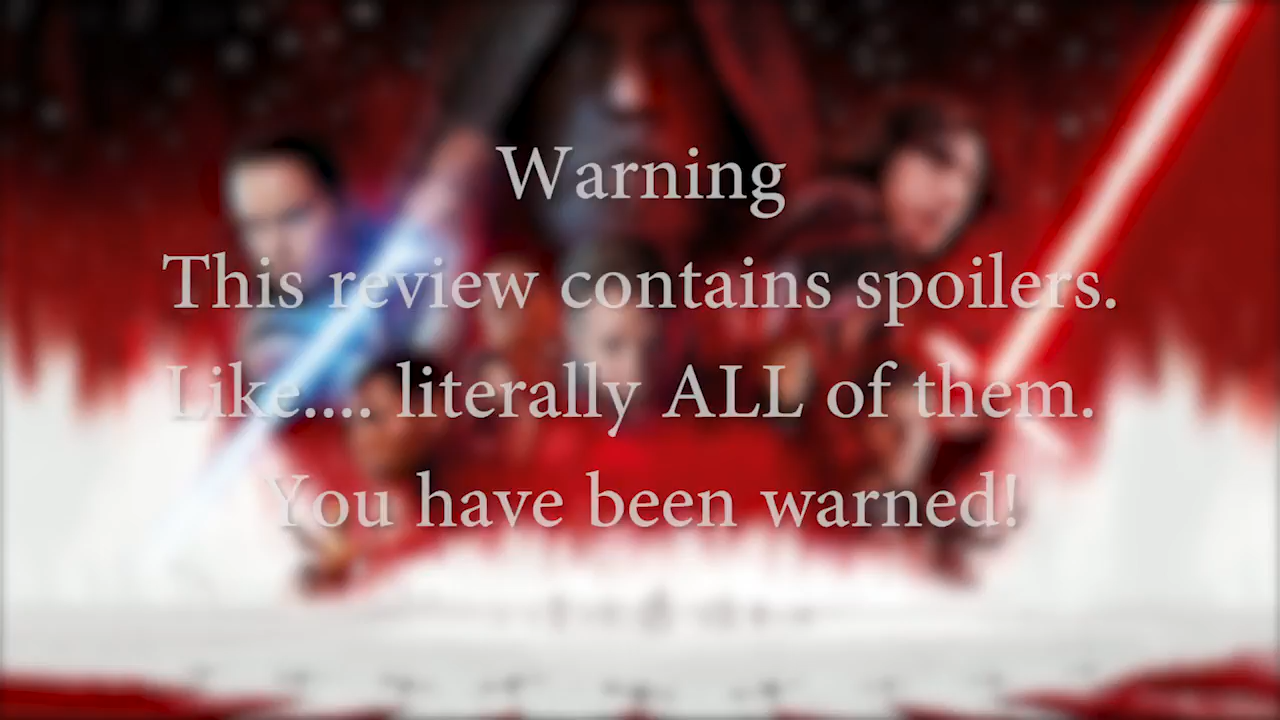 Warning
This review contains spoilers.
Like.... literally ALL of them.
You have been warned!